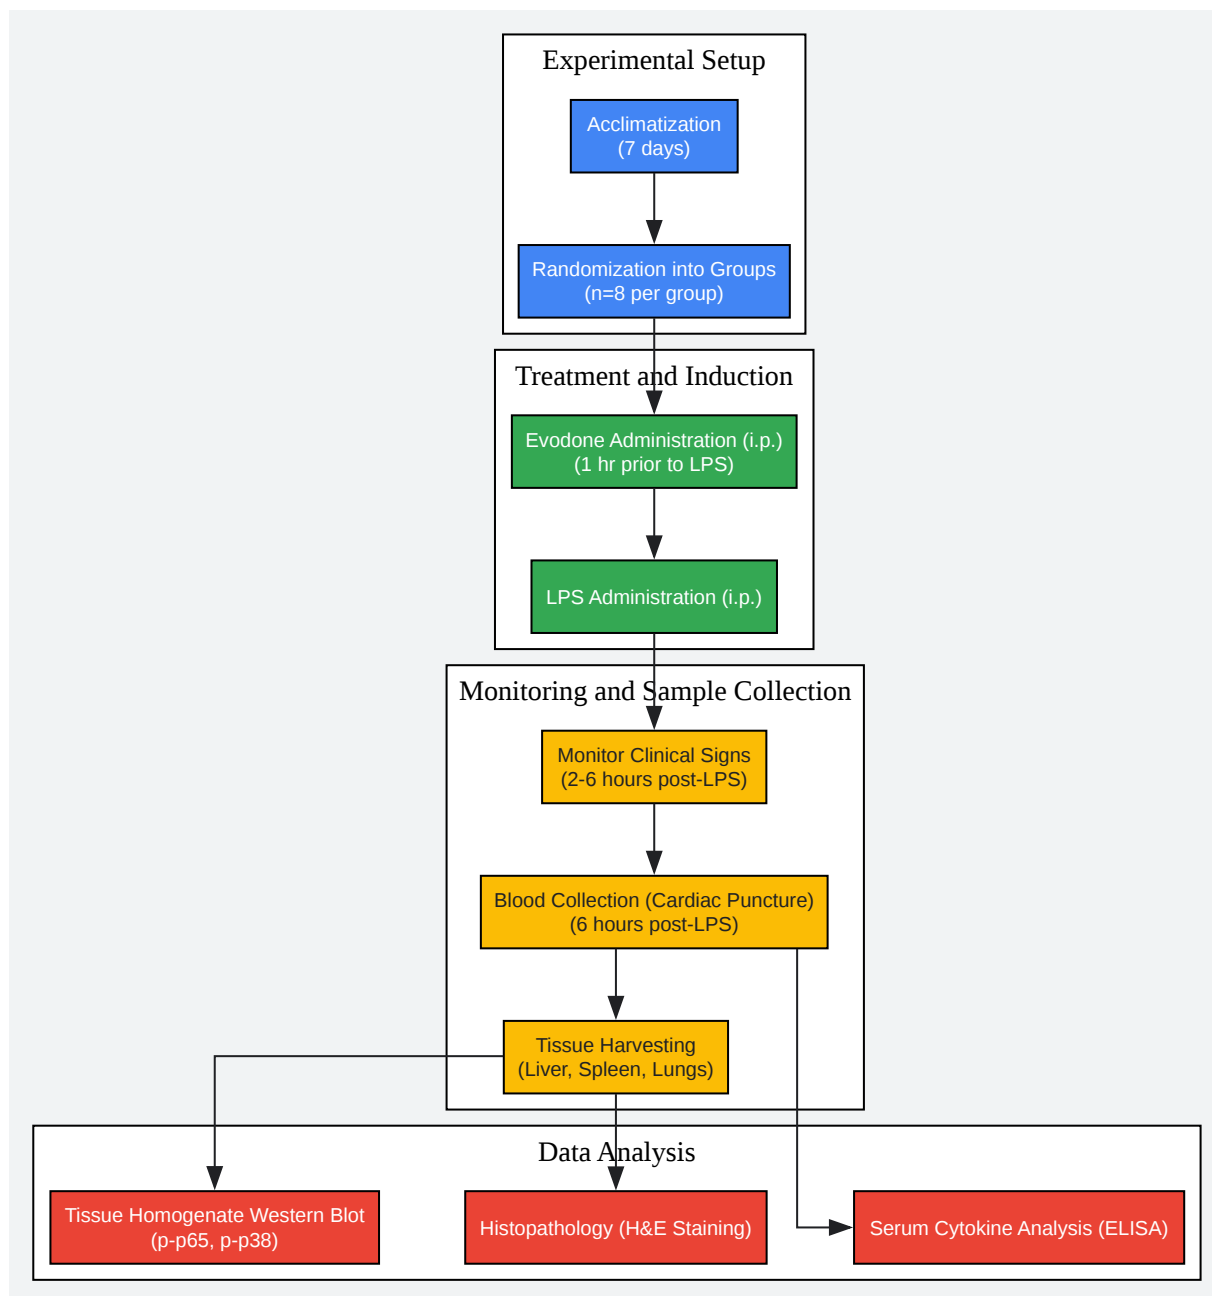 Experimental Setup
Acclimatization
(7 days)
Randomization into Groups
(n=8 per group)
Treatment and Induction
Evodone Administration (i.p.)
(1 hr prior to LPS)
LPS Administration (i.p.)
Monitoring and Sample Collection
Monitor Clinical Signs
(2-6 hours post-LPS)
Blood Collection (Cardiac Puncture)
(6 hours post-LPS)
Tissue Harvesting
(Liver, Spleen, Lungs)
Data Analysis
Tissue Homogenate Western Blot
(p-p65, p-p38)
Histopathology (H&E Staining)
Serum Cytokine Analysis (ELISA)